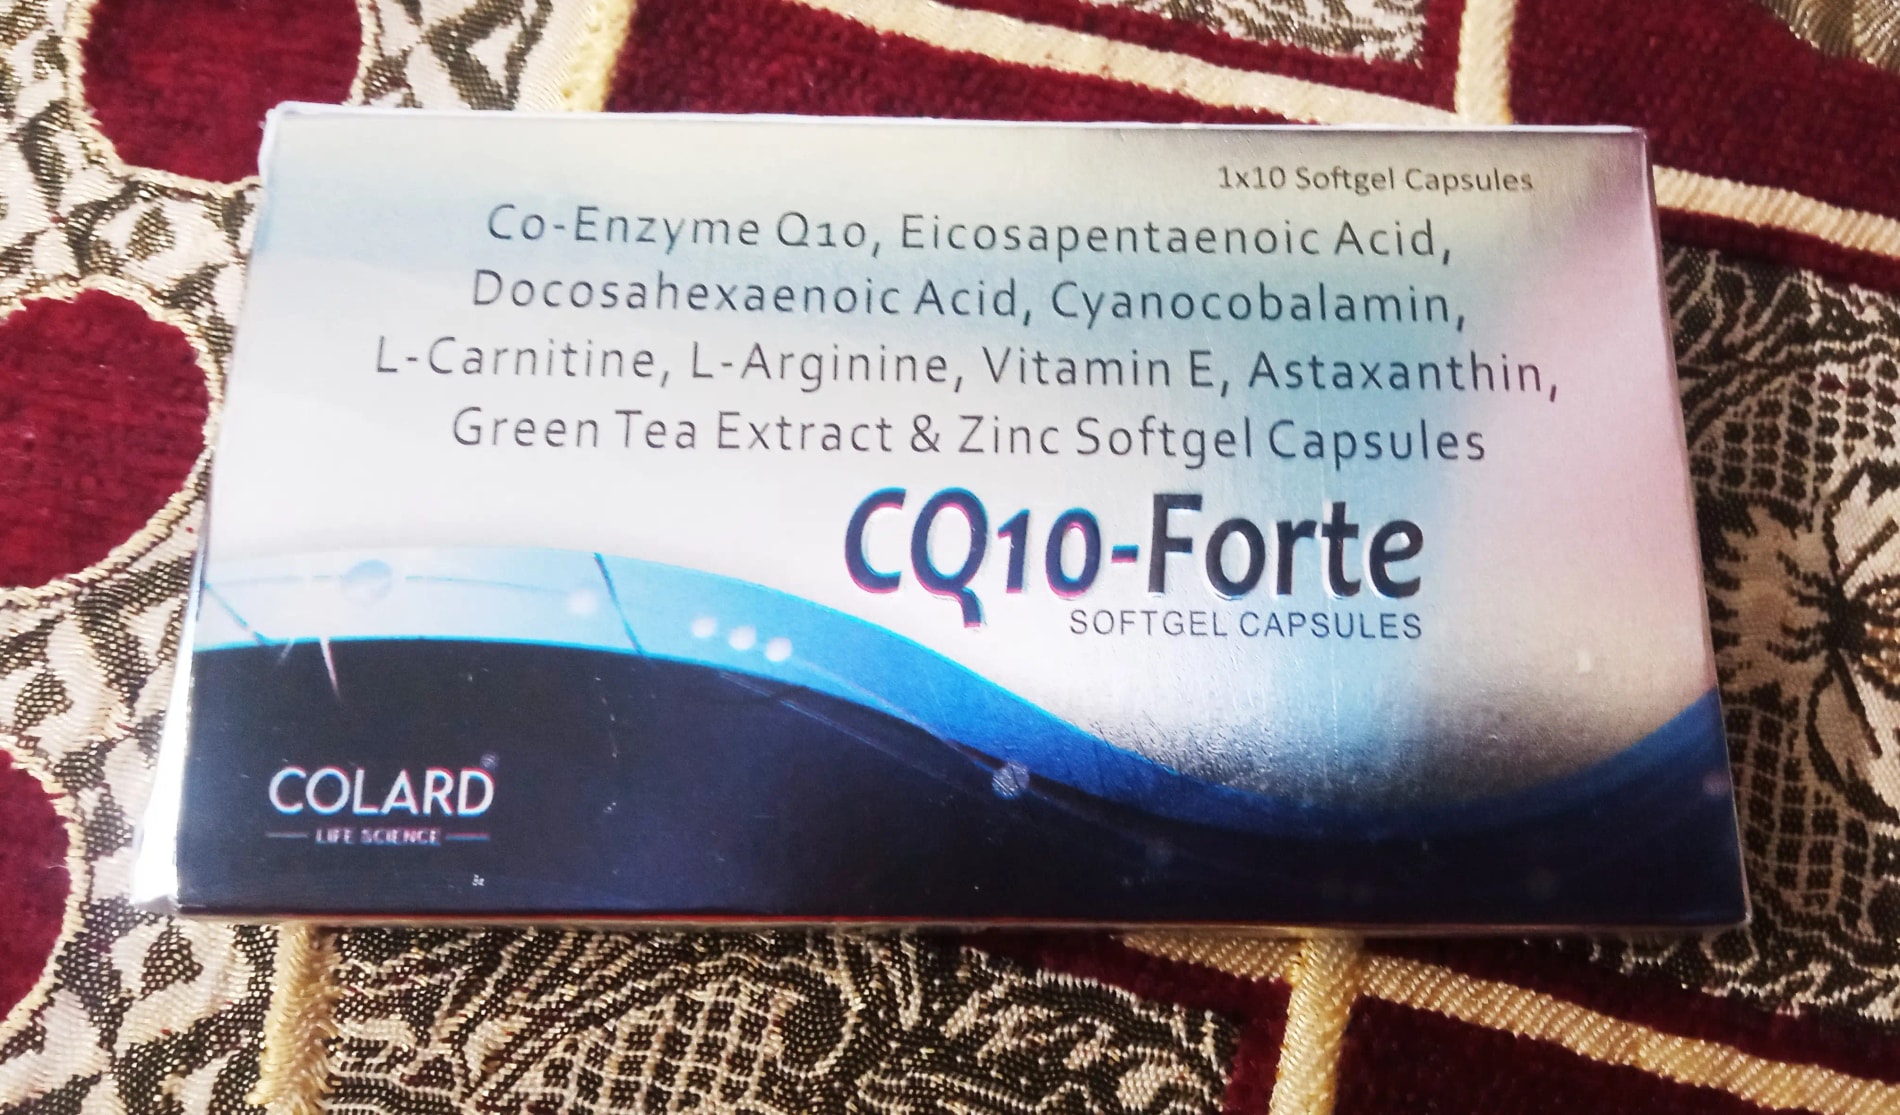 1x10 Softgel Capsules
Co-Enzyme Q10, Eicosapentaenoic Acid,
Docosahexaenoic Acid, Cyanocobalamin,
L-Carnitine, L-Arginine, Vitamin E, Astaxanthin,
Green Tea Extract & Zinc Softgel Capsules
CQ10-Forte
SOFTGEL CAPSULES
COLARD
LIFE SCIENCE